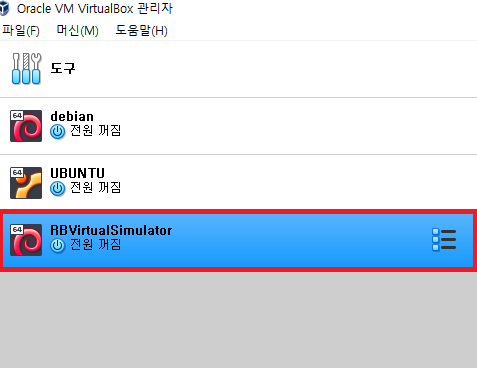 Oracle VM VirtualBox 관리자
파일(F) 머신(M) 도움말(H)
도구
64
debian
전원 꺼짐
64
UBUNTU
전원 꺼짐
64
RBVirtualSimulator
전원 꺼짐